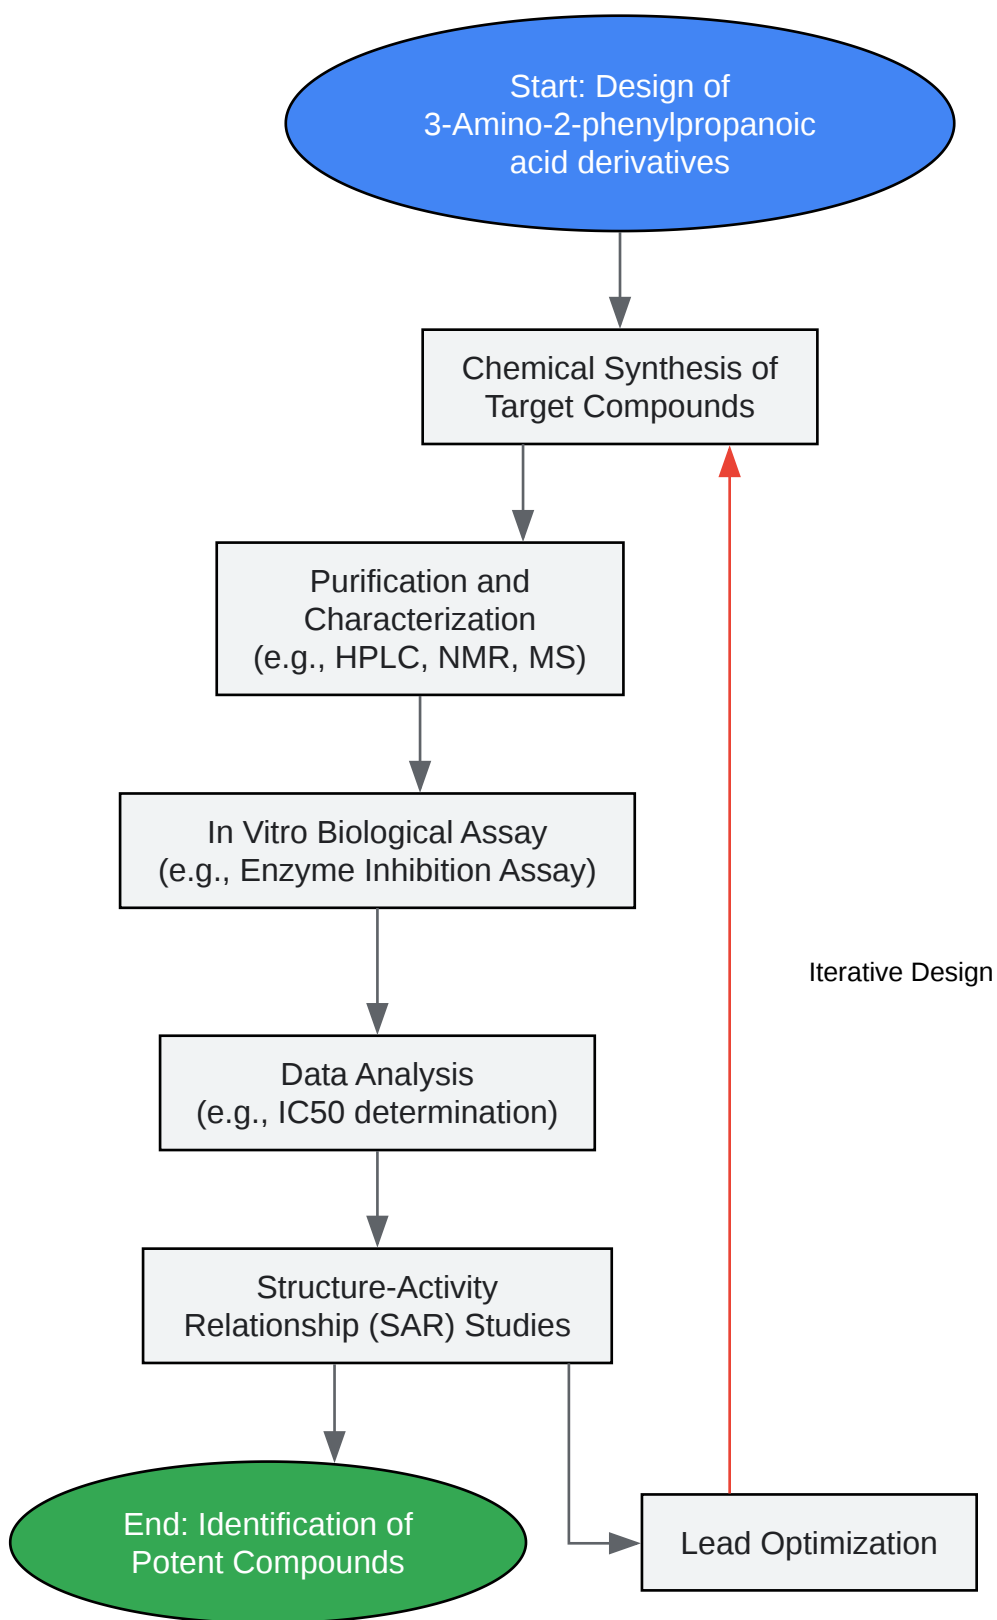 Start: Design of
3-Amino-2-phenylpropanoic
acid derivatives
Chemical Synthesis of
Target Compounds
Purification and
Characterization
(e.g., HPLC, NMR, MS)
In Vitro Biological Assay
(e.g., Enzyme Inhibition Assay)
Iterative Design
Data Analysis
(e.g., IC50 determination)
Structure-Activity
Relationship (SAR) Studies
End: Identification of
Potent Compounds
Lead Optimization